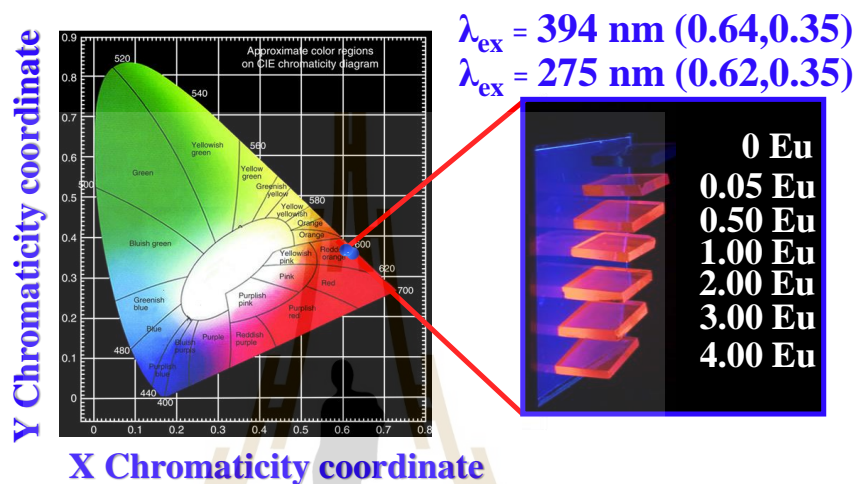 λex = 394 nm (0.64,0.35)
λex = 275 nm (0.62,0.35)
Y Chromaticity coordinate
X Chromaticity coordinate
Approximate color regions
on CIE chromaticity diagram
0.9
0.8
0.7
0.6
0.5
0.4
0.3
0.2
0.1
0
0
0.1
0.2
0.3
0.4
0.5
0.6
0.7
0.8
520
540
560
580
600
620
700
500
480
440
400
Green
Yellowish
green
Yellow
green
Greenish
yellow
Yellow
yellowish
Orange
Orange
orange
Bluish green
Yellowish
pink
Pink
Red
Purplish
pink
Purplish
red
Greenish
blue
Blue
Bluish
purple
Purple
Reddish
purple
Purplish
blue
0 Eu
0.05 Eu
0.50 Eu
1.00 Eu
2.00 Eu
3.00 Eu
4.00 Eu